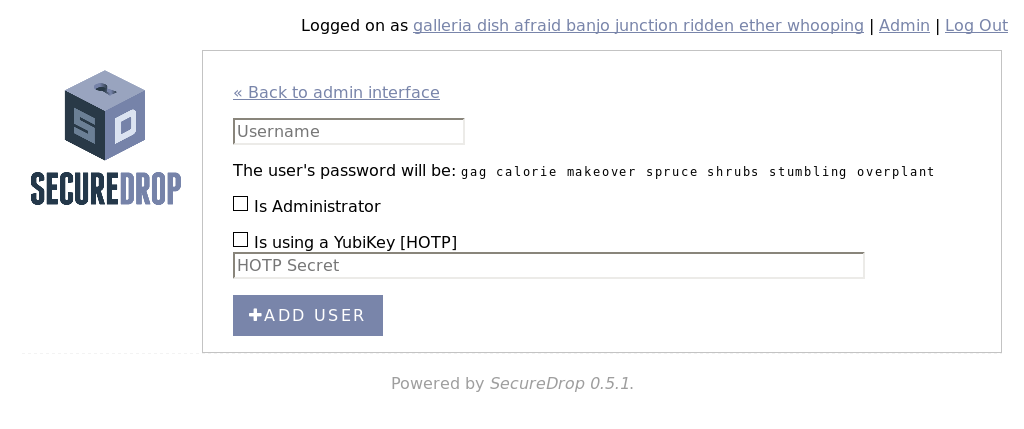 Logged on as galleria dish afraid banjo junction ridden ether whooping | Admin | Log Out
SD
SECUREDROP
« Back to admin interface
Username
The user's password will be: gag calorie makeover spruce shrubs stumbling overplant
Is Administrator
Is using a YubiKey [HOTP]
HOTP Secret
+ADD USER
Powered by SecureDrop 0.5.1.